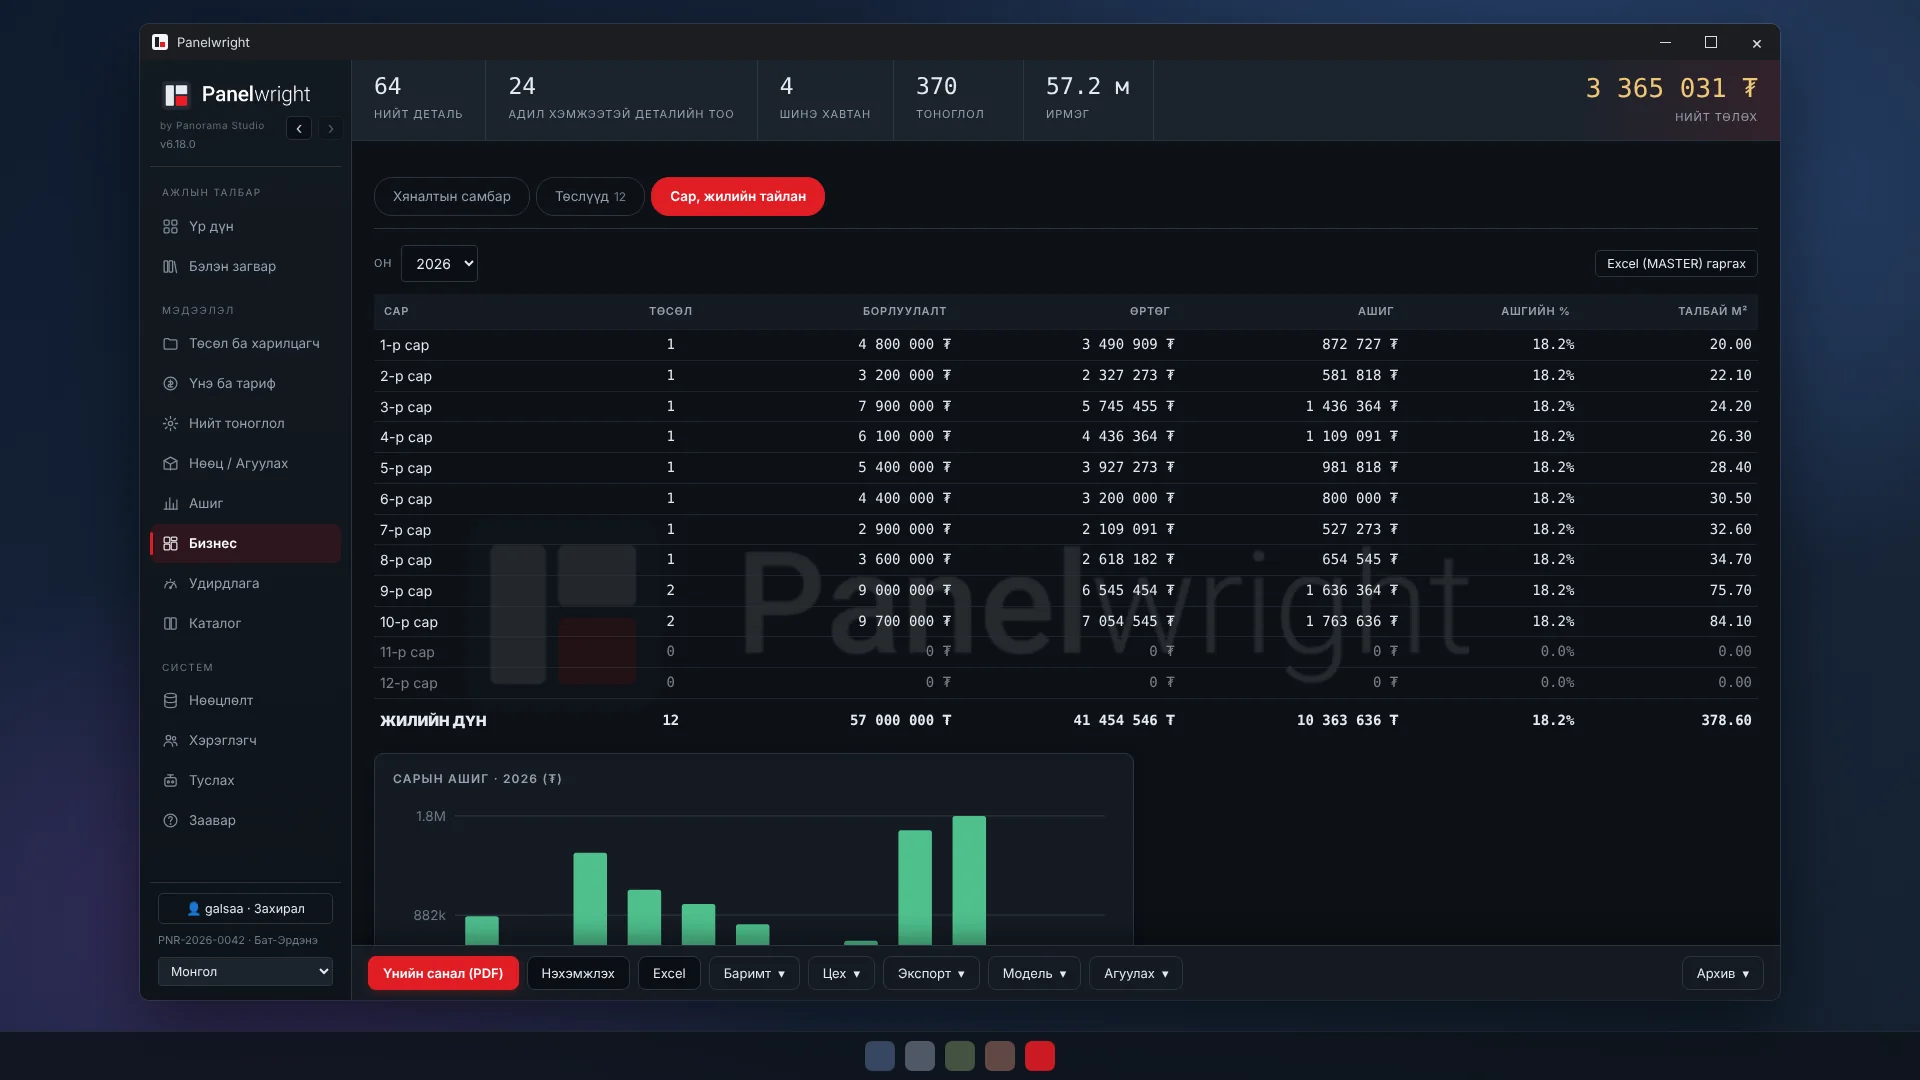 Panelwright
Panelwright
by Panorama Studio
v6.18.0
АЖЛЫН ТАЛБАР
Үр дүн
Бэлэн загвар
МЭДЭЭЛЭЛ
Төсөл ба харилцагч
Үнэ ба тариф
Нийт тоноглол
Нөөц / Агуулах
Ашиг
Бизнес
Удирдлага
Каталог
СИСТЕМ
Нөөцлөлт
Хэрэглэгч
Туслах
Заавар
galsaa · Захирал
PNR-2026-0042 · Бат-Эрдэнэ
Монгол
64
НИЙТ ДЕТАЛЬ
24
АДИЛ ХЭМЖЭЭТЭЙ ДЕТАЛИЙН ТОО
4
ШИНЭ ХАВТАН
370
ТОНОГЛОЛ
57.2 м
ИРМЭГ
3 365 031 ₮
НИЙТ ТӨЛӨХ
Хяналтын самбар
Төслүүд 12
Сар, жилийн тайлан
ОН 2026
Excel (MASTER) гаргах
САР ТӨСӨЛ БОРЛУУЛАЛТ ӨРТӨГ АШИГ АШГИЙН % ТАЛБАЙ М²
1-р сар 1 4 800 000 ₮ 3 490 909 ₮ 872 727 ₮ 18.2% 20.00
2-р сар 1 3 200 000 ₮ 2 327 273 ₮ 581 818 ₮ 18.2% 22.10
3-р сар 1 7 900 000 ₮ 5 745 455 ₮ 1 436 364 ₮ 18.2% 24.20
4-р сар 1 6 100 000 ₮ 4 436 364 ₮ 1 109 091 ₮ 18.2% 26.30
5-р сар 1 5 400 000 ₮ 3 927 273 ₮ 981 818 ₮ 18.2% 28.40
6-р сар 1 4 400 000 ₮ 3 200 000 ₮ 800 000 ₮ 18.2% 30.50
7-р сар 1 2 900 000 ₮ 2 109 091 ₮ 527 273 ₮ 18.2% 32.60
8-р сар 1 3 600 000 ₮ 2 618 182 ₮ 654 545 ₮ 18.2% 34.70
9-р сар 2 9 000 000 ₮ 6 545 454 ₮ 1 636 364 ₮ 18.2% 75.70
10-р сар 2 9 700 000 ₮ 7 054 545 ₮ 1 763 636 ₮ 18.2% 84.10
11-р сар 0 0 ₮ 0 ₮ 0 ₮ 0.0% 0.00
12-р сар 0 0 ₮ 0 ₮ 0 ₮ 0.0% 0.00
ЖИЛИЙН ДҮН 12 57 000 000 ₮ 41 454 546 ₮ 10 363 636 ₮ 18.2% 378.60
Panelwright
САРЫН АШИГ · 2026 (₮)
1.8M
882k
Үнийн санал (PDF)
Нэхэмжлэх
Excel
Баримт ▾
Цех ▾
Экспорт ▾
Модель ▾
Агуулах ▾
Архив ▾